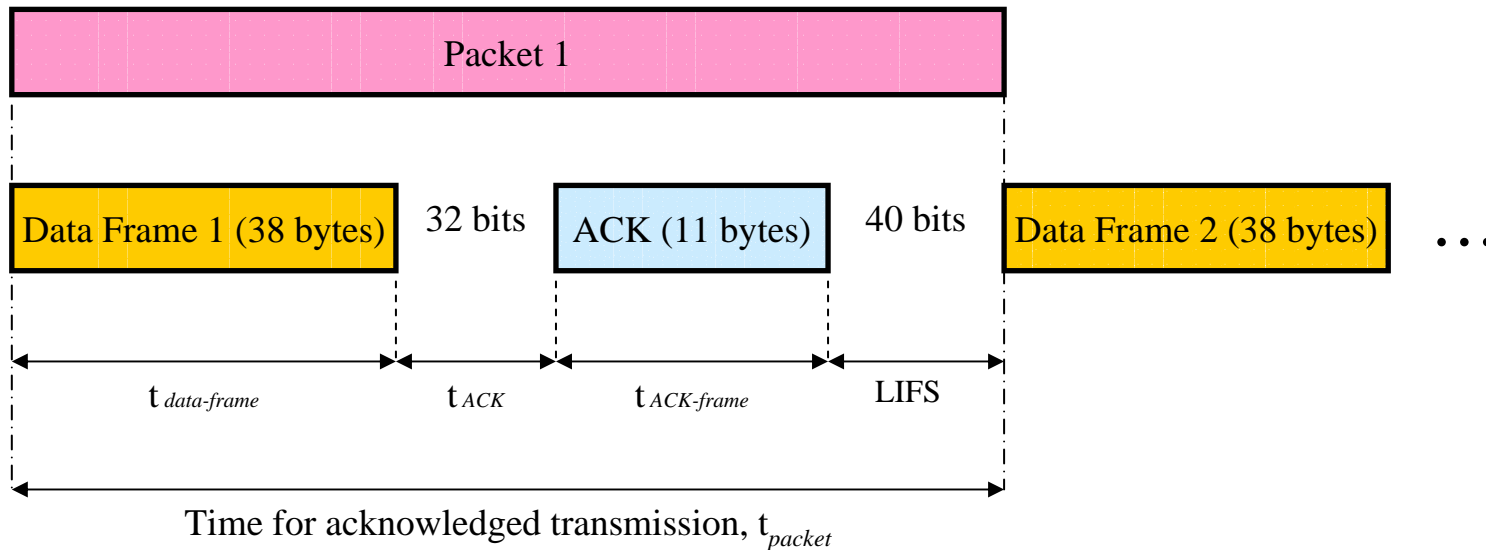 Packet 1
Data Frame 1 (38 bytes) 32 bits ACK (11 bytes) 40 bits Data Frame 2 (38 bytes) ...
t data-frame t ACK t ACK-frame LIFS
Time for acknowledged transmission, t packet